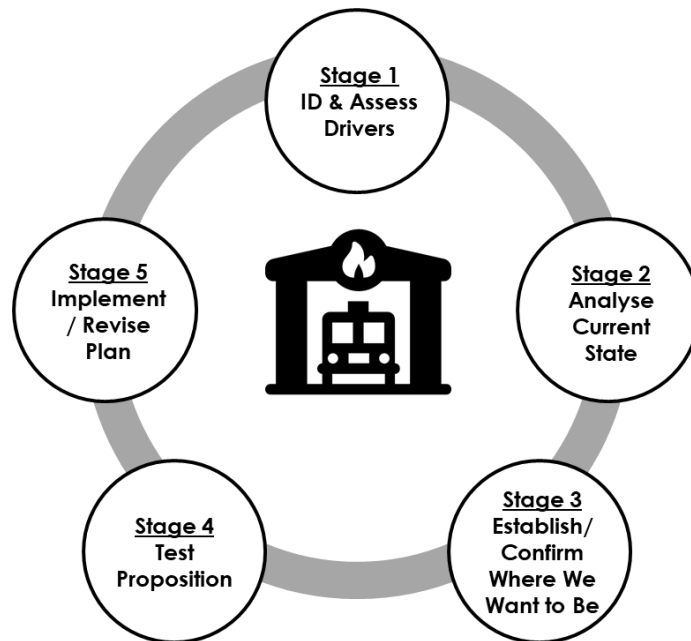 Stage 1
ID & Assess
Drivers
Stage 2
Analyse
Current
State
Stage 3
Establish/
Confirm
Where We
Want to Be
Stage 4
Test
Proposition
Stage 5
Implement
/ Revise
Plan